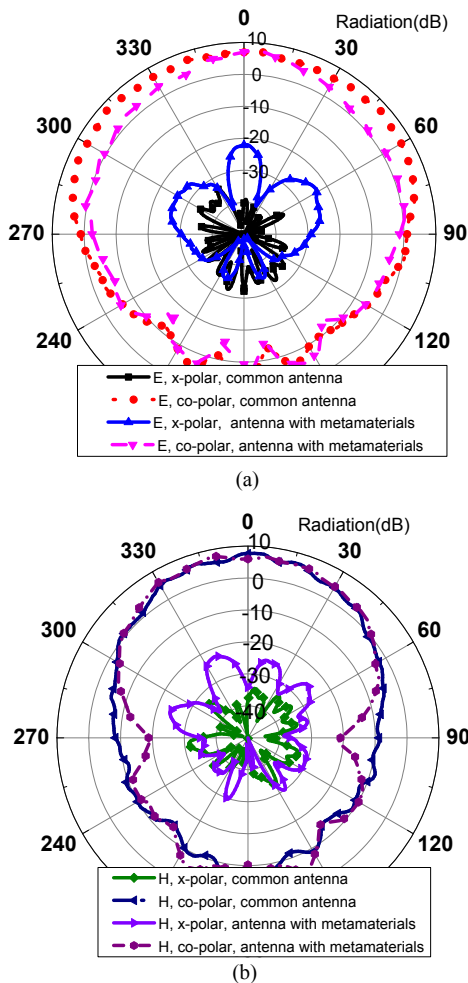 0
Radiation(dB)
330
30
10
0
-10
300
60
-20
-30
270
90
240
120
E, x-polar, common antenna
E, co-polar, common antenna
E, x-polar, antenna with metamaterials
E, co-polar, antenna with metamaterials
(a)
0
Radiation(dB)
330
30
10
0
-10
300
60
-20
-30
-40
270
90
240
120
H, x-polar, common antenna
H, co-polar, common antenna
H, x-polar, antenna with metamaterials
H, co-polar, antenna with metamaterials
(b)